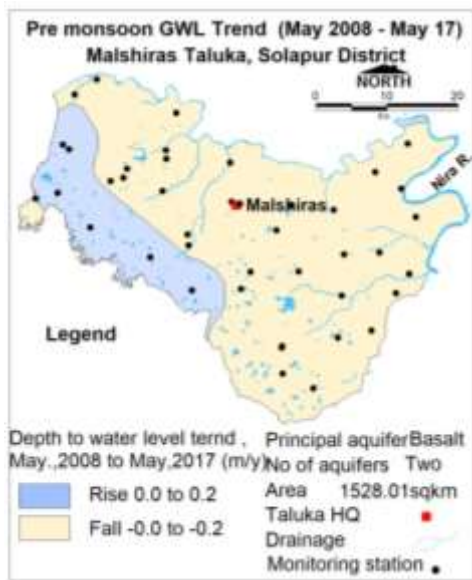 Pre monsoon GWL Trend (May 2008 - May 17)
Malshiras Taluka, Solapur District
NORTH
0 10 20
Nira R.
Malshiras
Legend
Depth to water level ternd ,
May.,2008 to May,2017 (m/y)
Rise 0.0 to 0.2
Fall -0.0 to -0.2
Principal aquifer Basalt
No of aquifers Two
Area 1528.01sqkm
Taluka HQ
Drainage
Monitoring station